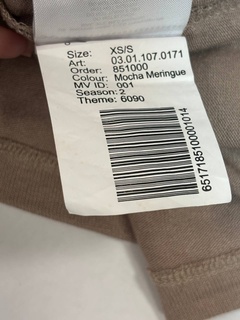 Size: XS/S
Art: 03.01.107.0171
Order: 851000
Colour: Mocha Meringue
MV ID: 001
Season: 2
Theme: 6090
6517185100001014